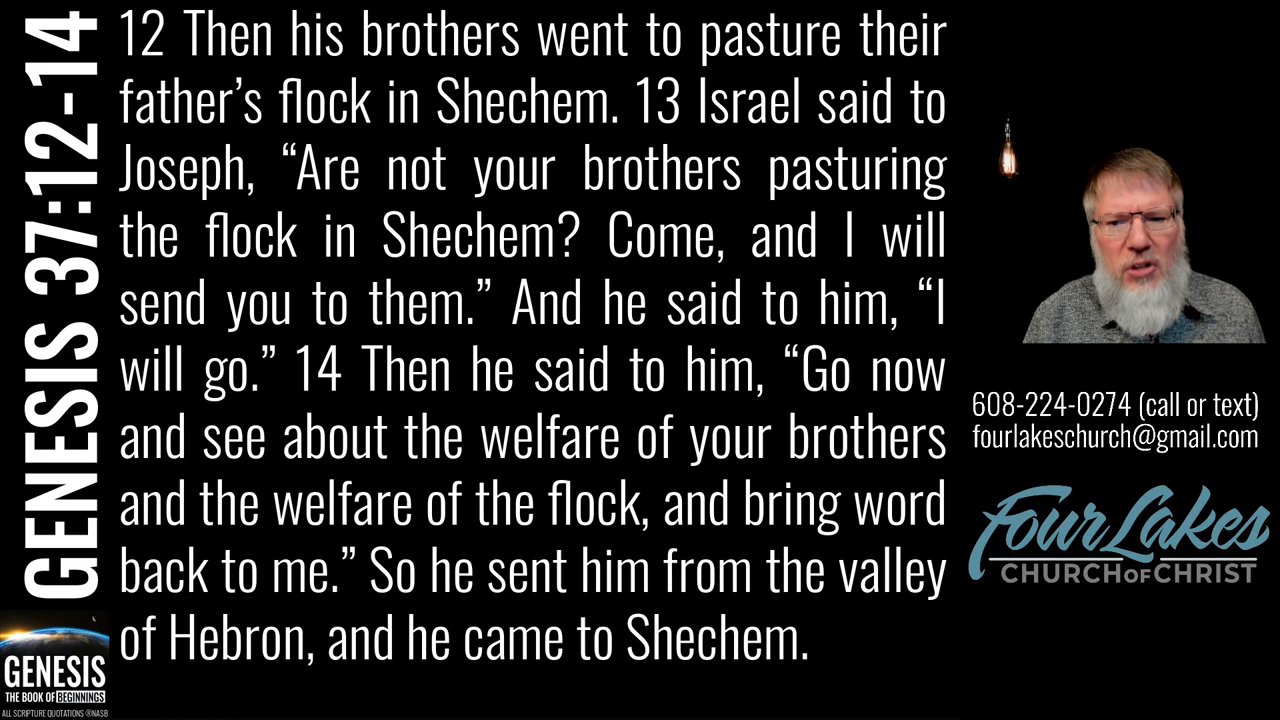 GENESIS 37:12-14
12 Then his brothers went to pasture their
father’s flock in Shechem. 13 Israel said to
Joseph, “Are not your brothers pasturing
the flock in Shechem? Come, and I will
send you to them.” And he said to him, “I
will go.” 14 Then he said to him, “Go now
and see about the welfare of your brothers
and the welfare of the flock, and bring word
back to me.” So he sent him from the valley
of Hebron, and he came to Shechem.
608-224-0274 (call or text)
fourlakeschurch@gmail.com
Four Lakes
CHURCH OF CHRIST
GENESIS
THE BOOK OF BEGINNINGS
ALL SCRIPTURE QUOTATIONS ©NASB